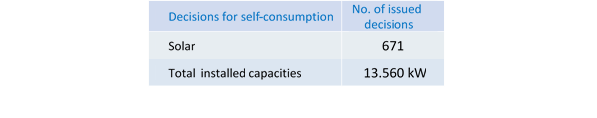 Decisions for self-consumption No. of issued decisions
Solar 671
Total installed capacities 13.560 kW